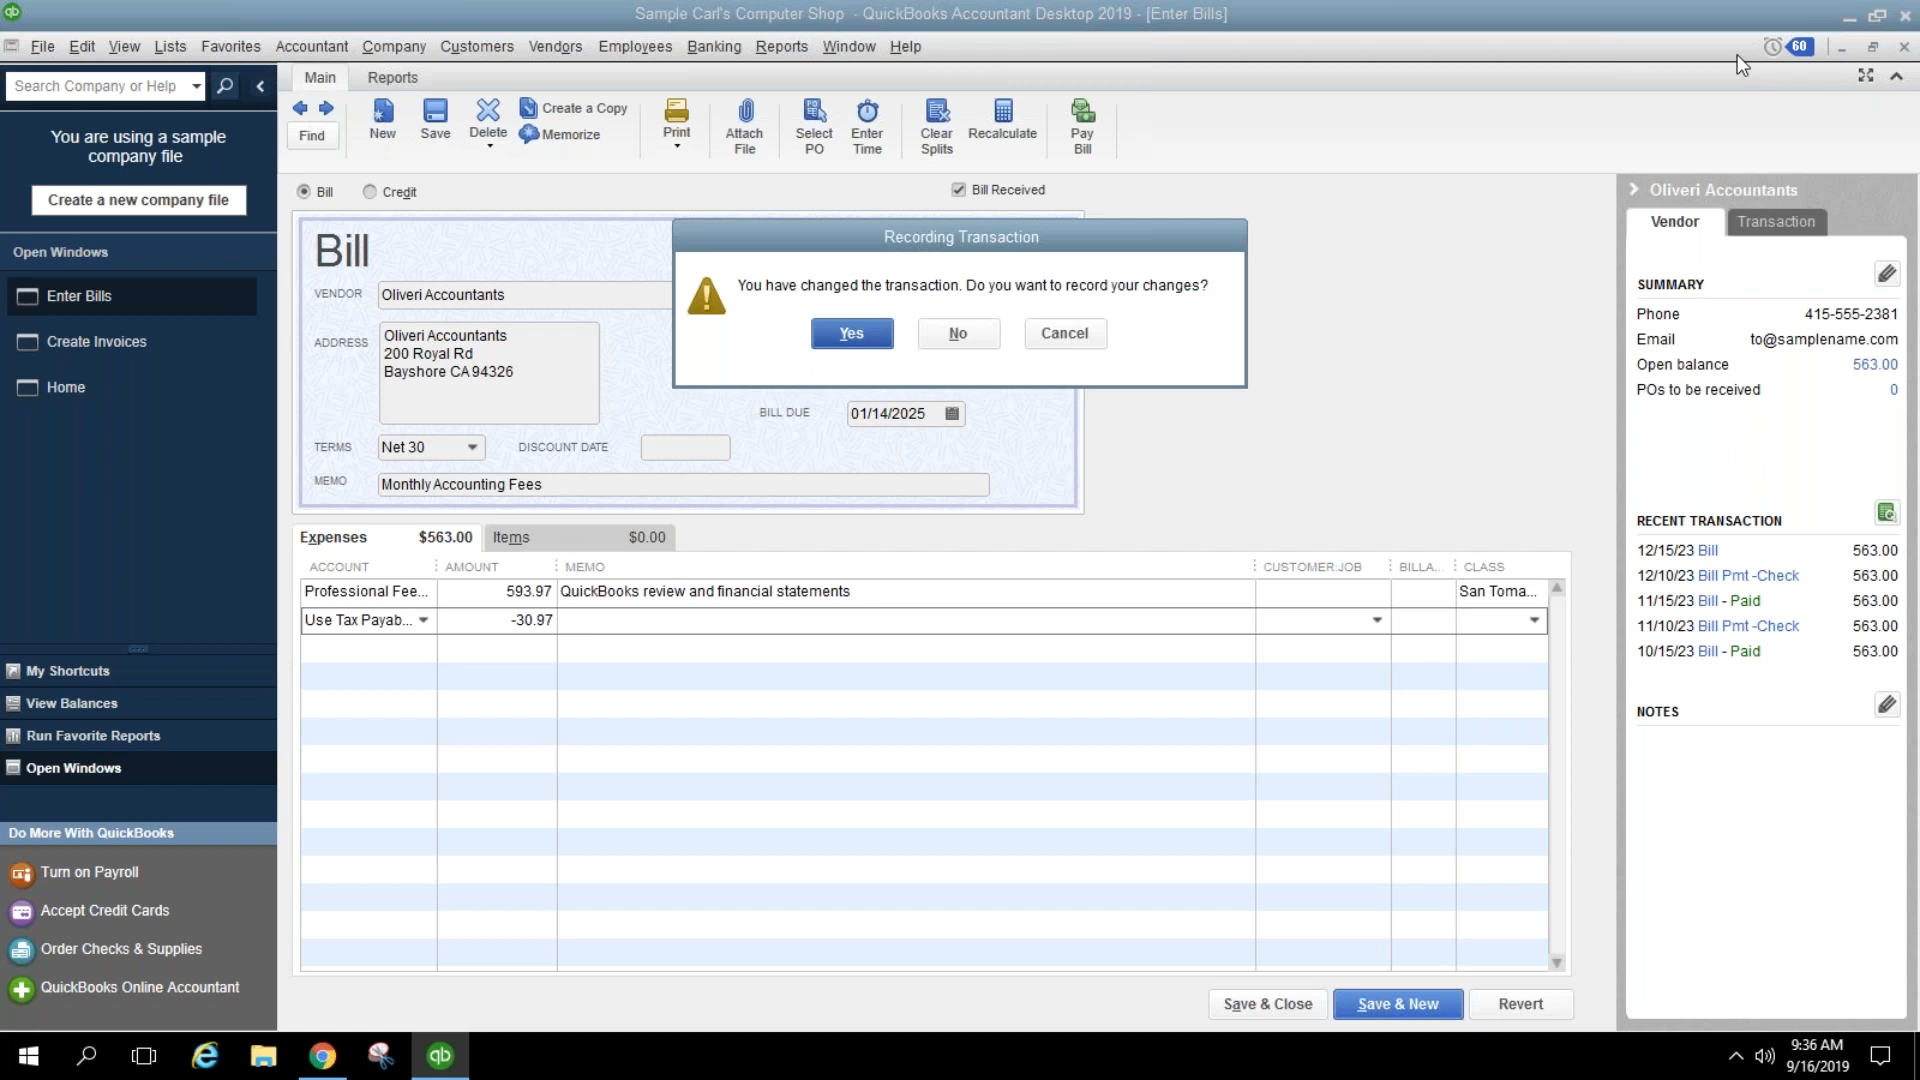 qb
Sample Carl's Computer Shop - QuickBooks Accountant Desktop 2019 - [Enter Bills]
File Edit View Lists Favorites Accountant Company Customers Vendors Employees Banking Reports Window Help
60
Search Company or Help
Main Reports
Find
New
Save
Delete
Create a Copy
Memorize
Print
Attach
File
PO
Select
PO
Enter
Time
Clear
Splits
Recalculate
Pay
Bill
You are using a sample
company file
Create a new company file
Open Windows
Enter Bills
Create Invoices
Home
My Shortcuts
View Balances
Run Favorite Reports
Open Windows
Do More With QuickBooks
Turn on Payroll
Accept Credit Cards
Order Checks & Supplies
QuickBooks Online Accountant
Bill Credit
Bill Received
Bill
VENDOR Oliveri Accountants
ADDRESS
Oliveri Accountants
200 Royal Rd
Bayshore CA 94326
BILL DUE 01/14/2025
TERMS Net 30 DISCOUNT DATE
MEMO Monthly Accounting Fees
Recording Transaction
You have changed the transaction. Do you want to record your changes?
Yes No Cancel
Expenses $563.00 Items $0.00
ACCOUNT AMOUNT MEMO CUSTOMER:JOB BILLA... CLASS
Professional Fee... 593.97 QuickBooks review and financial statements San Toma...
Use Tax Payab... -30.97
Save & Close Save & New Revert
Oliveri Accountants
Vendor Transaction
SUMMARY
Phone 415-555-2381
Email to@samplename.com
Open balance 563.00
POs to be received 0
RECENT TRANSACTION
12/15/23 Bill 563.00
12/10/23 Bill Pmt -Check 563.00
11/15/23 Bill - Paid 563.00
11/10/23 Bill Pmt -Check 563.00
10/15/23 Bill - Paid 563.00
NOTES
qb
9:36 AM
9/16/2019